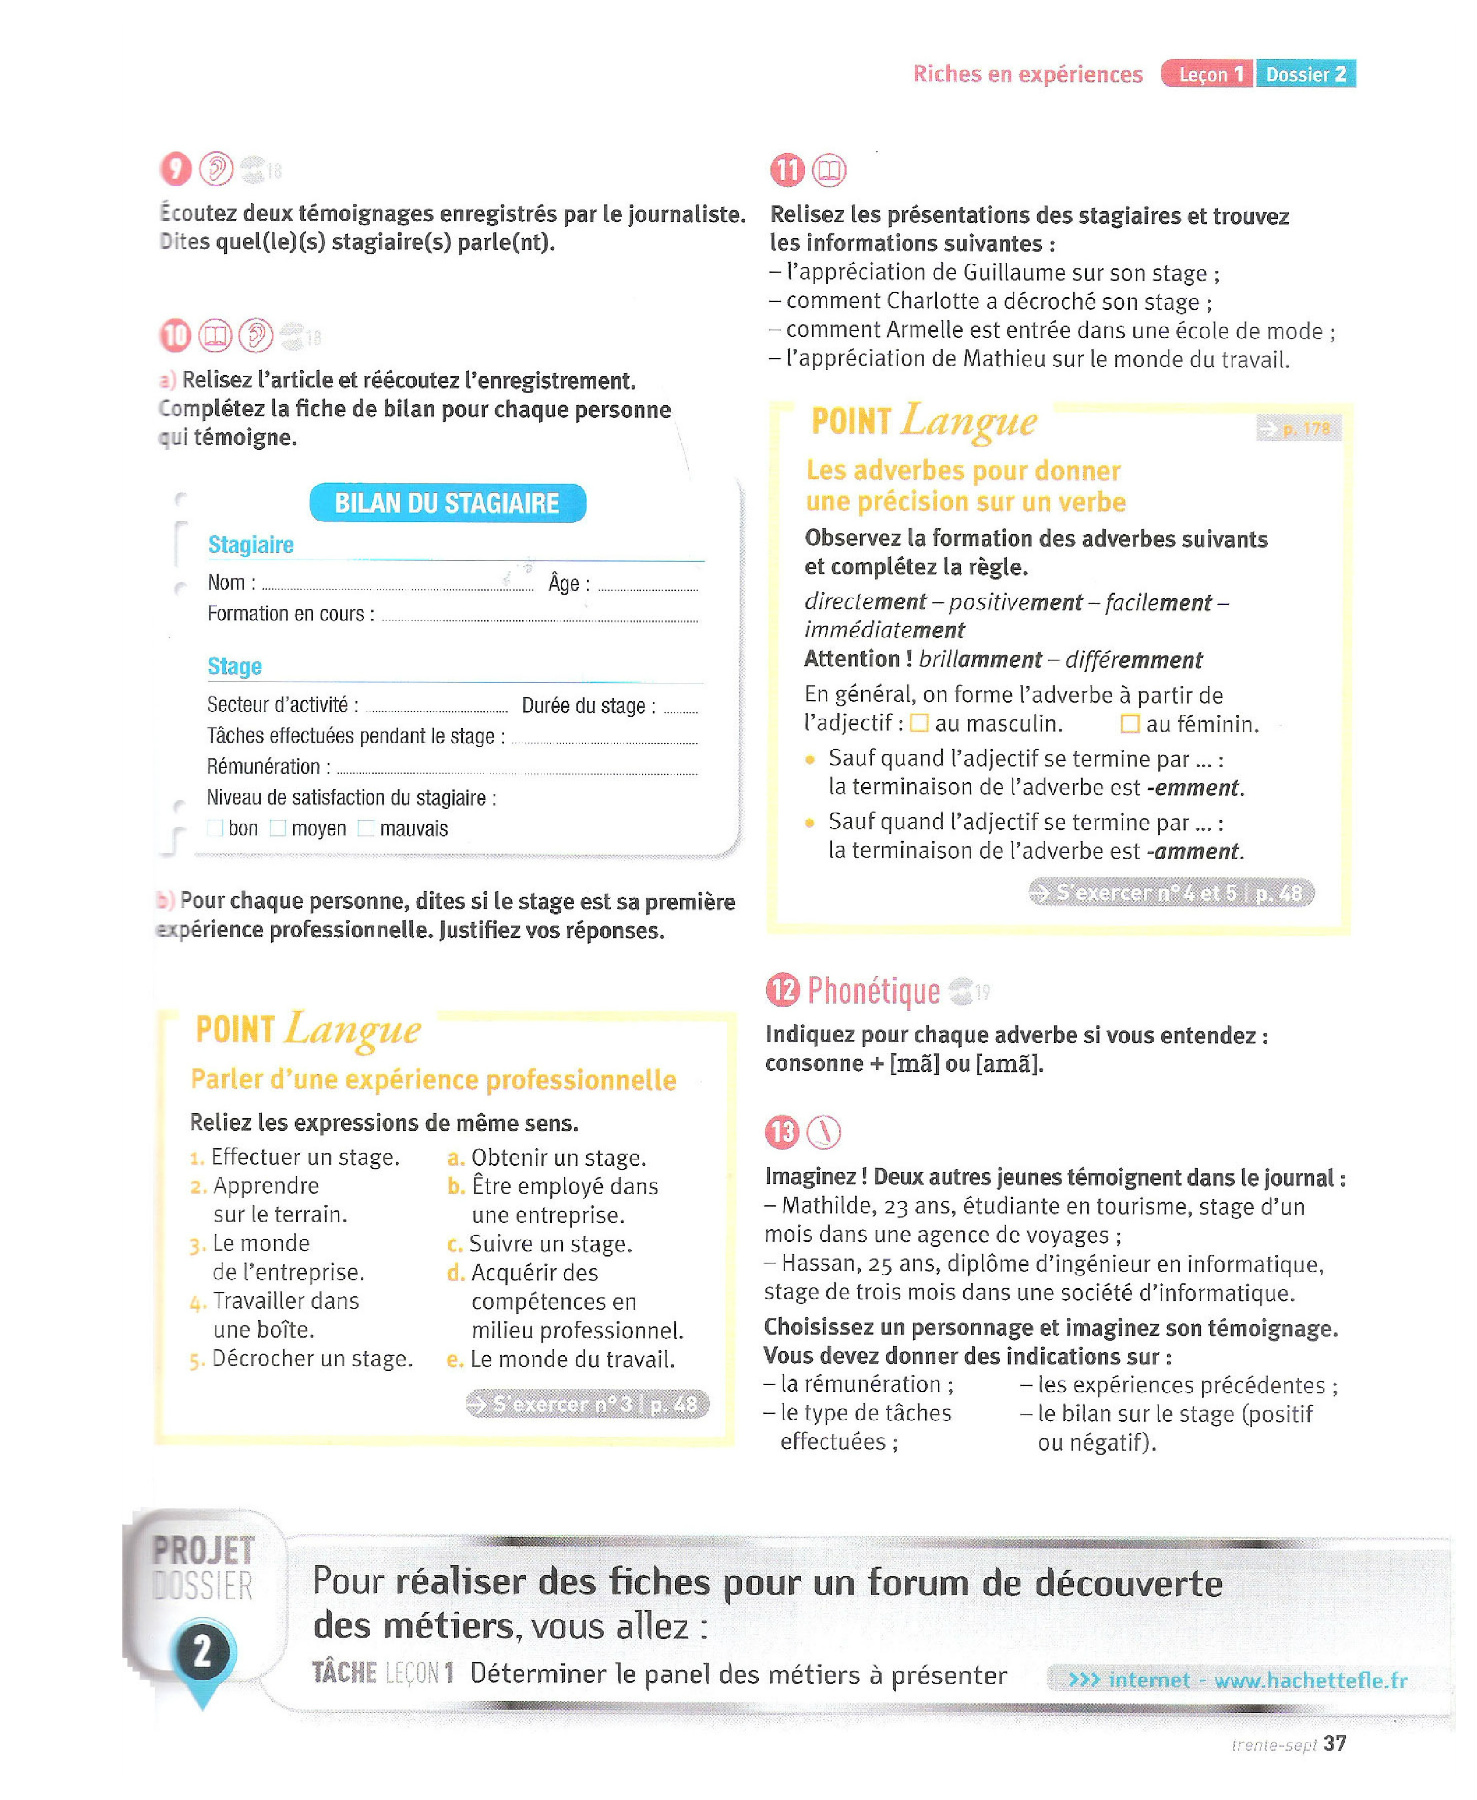 Riches en expériences Leçon 1 Dossier 2
9 18
Écoutez deux témoignages enregistrés par le journaliste.
Dites quel(le)(s) stagiaire(s) parle(nt).
10 18
a) Relisez l'article et réécoutez l'enregistrement.
Complétez la fiche de bilan pour chaque personne
qui témoigne.
BILAN DU STAGIAIRE
Stagiaire
Nom : Âge :
Formation en cours :
Stage
Secteur d'activité : Durée du stage :
Tâches effectuées pendant le stage :
Rémunération :
Niveau de satisfaction du stagiaire :
bon moyen mauvais
b) Pour chaque personne, dites si le stage est sa première
expérience professionnelle. Justifiez vos réponses.
POINT Langue
Parler d'une expérience professionnelle
Reliez les expressions de même sens.
1. Effectuer un stage.
2. Apprendre
sur le terrain.
3. Le monde
de l'entreprise.
4. Travailler dans
une boîte.
5. Décrocher un stage.
a. Obtenir un stage.
b. Être employé dans
une entreprise.
c. Suivre un stage.
d. Acquérir des
compétences en
milieu professionnel.
e. Le monde du travail.
→ S'exercer n° 3 | p. 48
11
Relisez les présentations des stagiaires et trouvez
les informations suivantes :
– l'appréciation de Guillaume sur son stage ;
– comment Charlotte a décroché son stage ;
– comment Armelle est entrée dans une école de mode ;
– l'appréciation de Mathieu sur le monde du travail.
POINT Langue
→ p. 178
Les adverbes pour donner
une précision sur un verbe
Observez la formation des adverbes suivants
et complétez la règle.
directement – positivement – facilement –
immédiatement
Attention ! brillamment – différemment
En général, on forme l'adverbe à partir de
l'adjectif : au masculin. au féminin.
• Sauf quand l'adjectif se termine par ... :
la terminaison de l'adverbe est -emment.
• Sauf quand l'adjectif se termine par ... :
la terminaison de l'adverbe est -amment.
→ S'exercer n° 4 et 5 | p. 48
12 Phonétique 19
Indiquez pour chaque adverbe si vous entendez :
consonne + [mã] ou [amã].
13
Imaginez ! Deux autres jeunes témoignent dans le journal :
– Mathilde, 23 ans, étudiante en tourisme, stage d'un
mois dans une agence de voyages ;
– Hassan, 25 ans, diplôme d'ingénieur en informatique,
stage de trois mois dans une société d'informatique.
Choisissez un personnage et imaginez son témoignage.
Vous devez donner des indications sur :
– la rémunération ;
– le type de tâches
effectuées ;
– les expériences précédentes ;
– le bilan sur le stage (positif
ou négatif).
PROJET
DOSSIER
2
Pour réaliser des fiches pour un forum de découverte
des métiers, vous allez :
TÂCHE LEÇON 1 Déterminer le panel des métiers à présenter >>> internet - www.hachettefle.fr
trente-sept 37